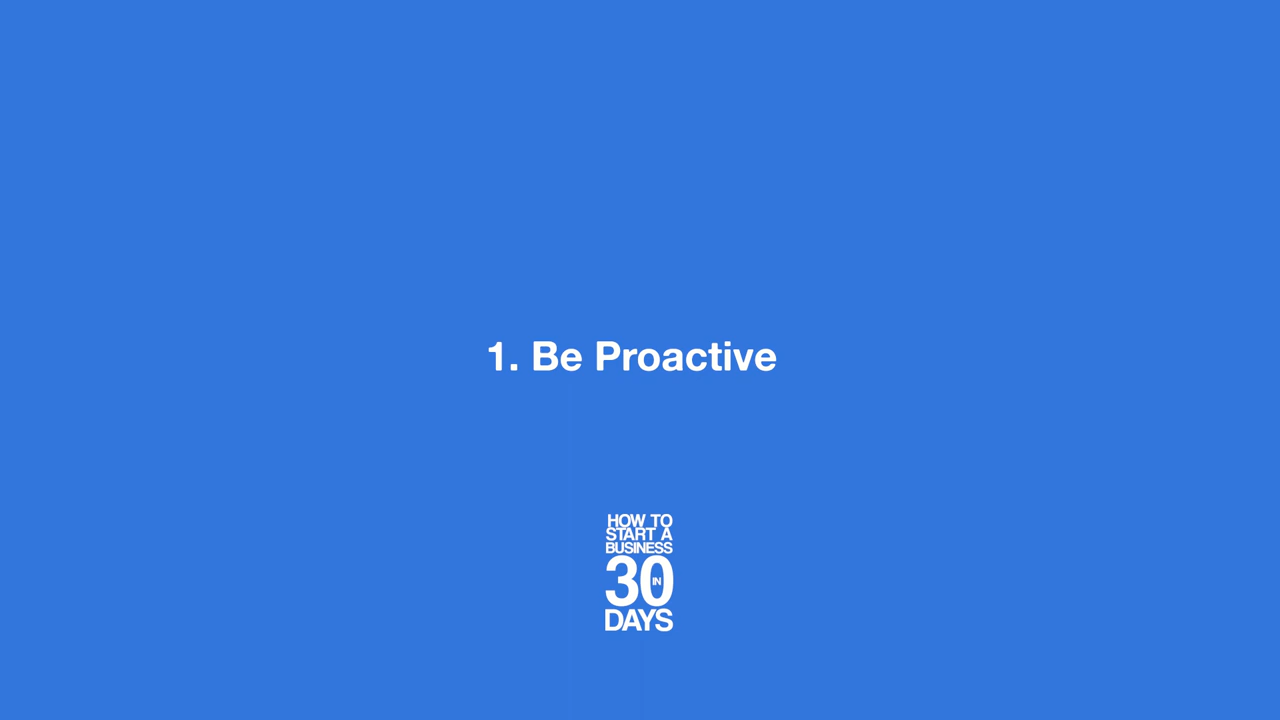 1. Be Proactive
HOW TO
START A
BUSINESS
30
IN
DAYS